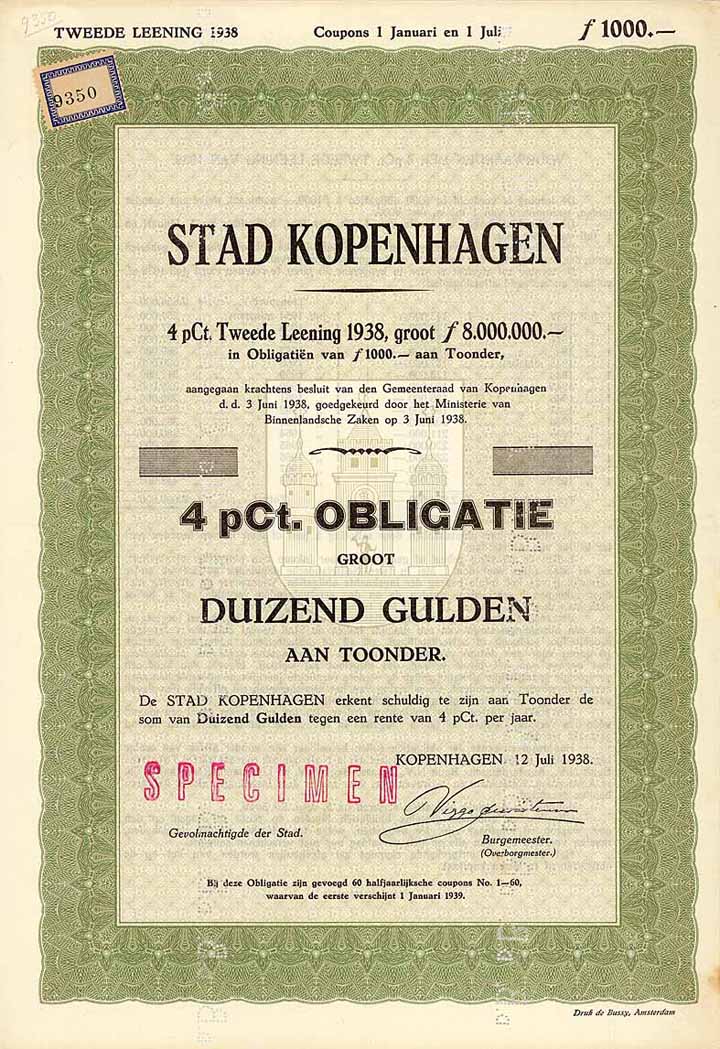 9350
TWEEDE LEENING 1938 Coupons 1 Januari en 1 Juli ƒ 1000.—
9350
STAD KOPENHAGEN
4 pCt. Tweede Leening 1938, groot ƒ 8.000.000.—
in Obligatiën van ƒ 1000.— aan Toonder,
aangegaan krachtens besluit van den Gemeenteraad van Kopenhagen
d. d. 3 Juni 1938, goedgekeurd door het Ministerie van
Binnenlandsche Zaken op 3 Juni 1938.
4 pCt. OBLIGATIE
GROOT
DUIZEND GULDEN
AAN TOONDER.
De STAD KOPENHAGEN erkent schuldig te zijn aan Toonder de
som van Duizend Gulden tegen een rente van 4 pCt. per jaar.
KOPENHAGEN, 12 Juli 1938.
SPECIMEN
Gevolmachtigde der Stad.
Burgemeester.
(Overborgmester.)
Bij deze Obligatie zijn gevoegd 60 halfjaarlijksche coupons No. 1—60,
waarvan de eerste verschijnt 1 Januari 1939.
Druk de Bussy, Amsterdam